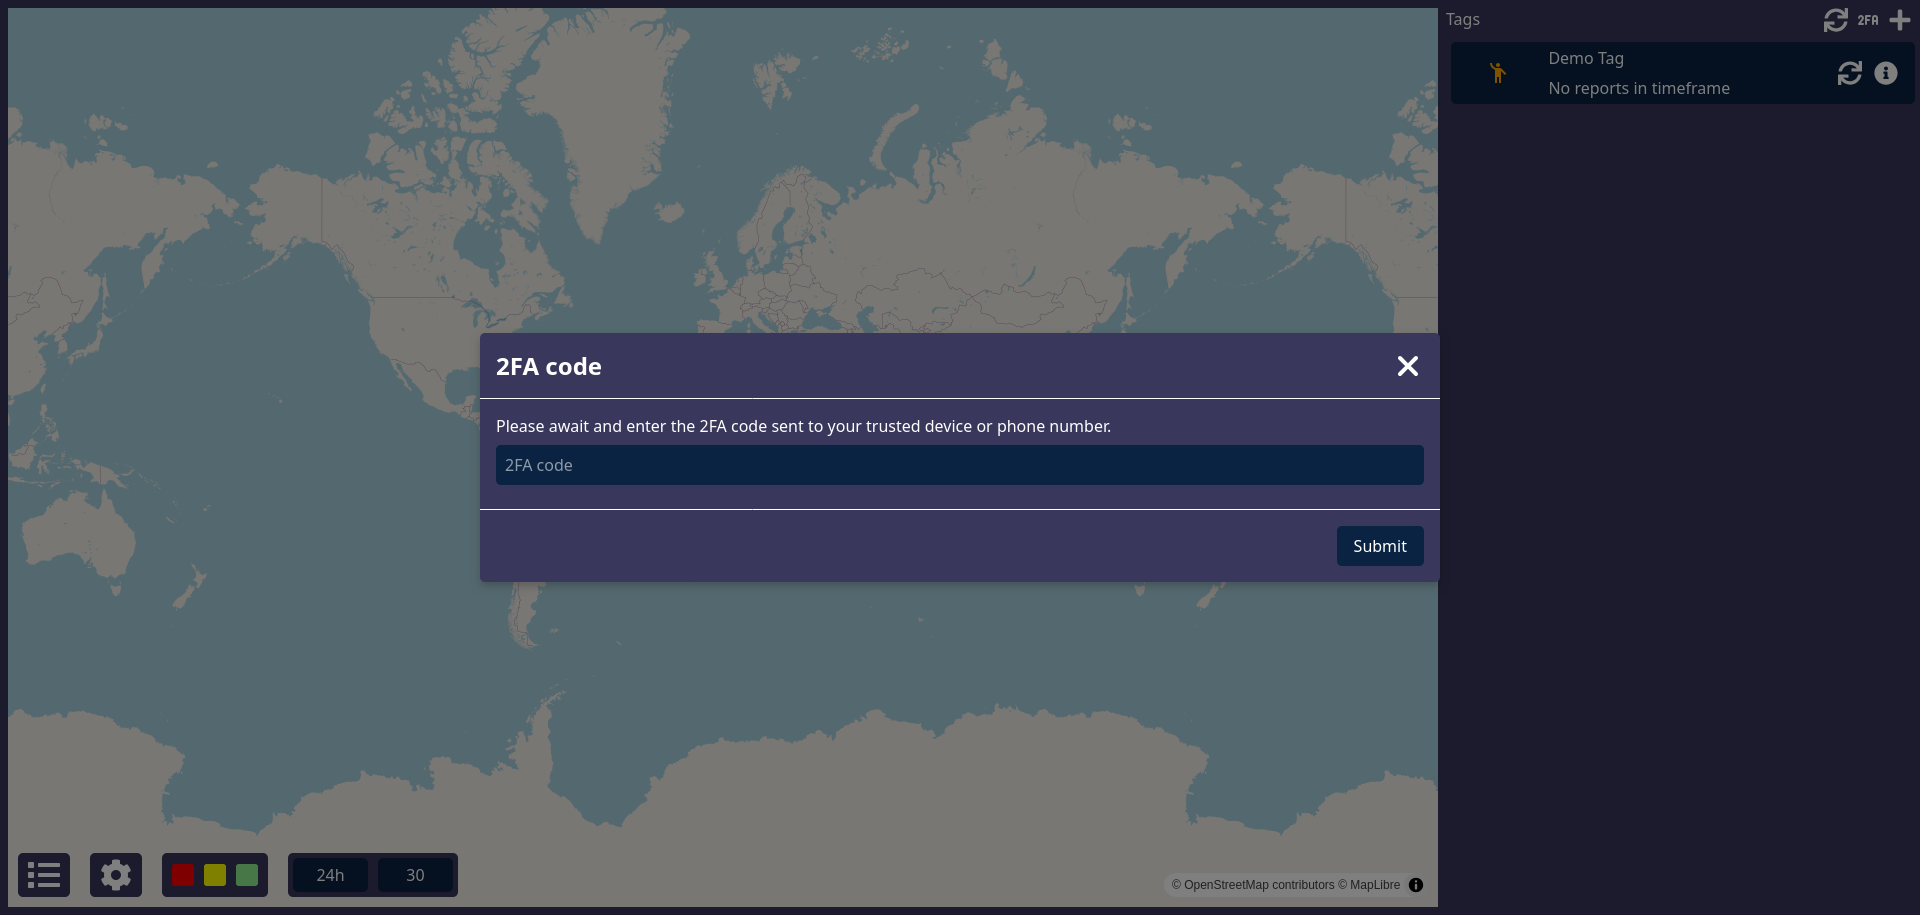 Tags
2FA
Demo Tag
No reports in timeframe
2FA code
Please await and enter the 2FA code sent to your trusted device or phone number.
2FA code
Submit
24h
30
© OpenStreetMap contributors © MapLibre